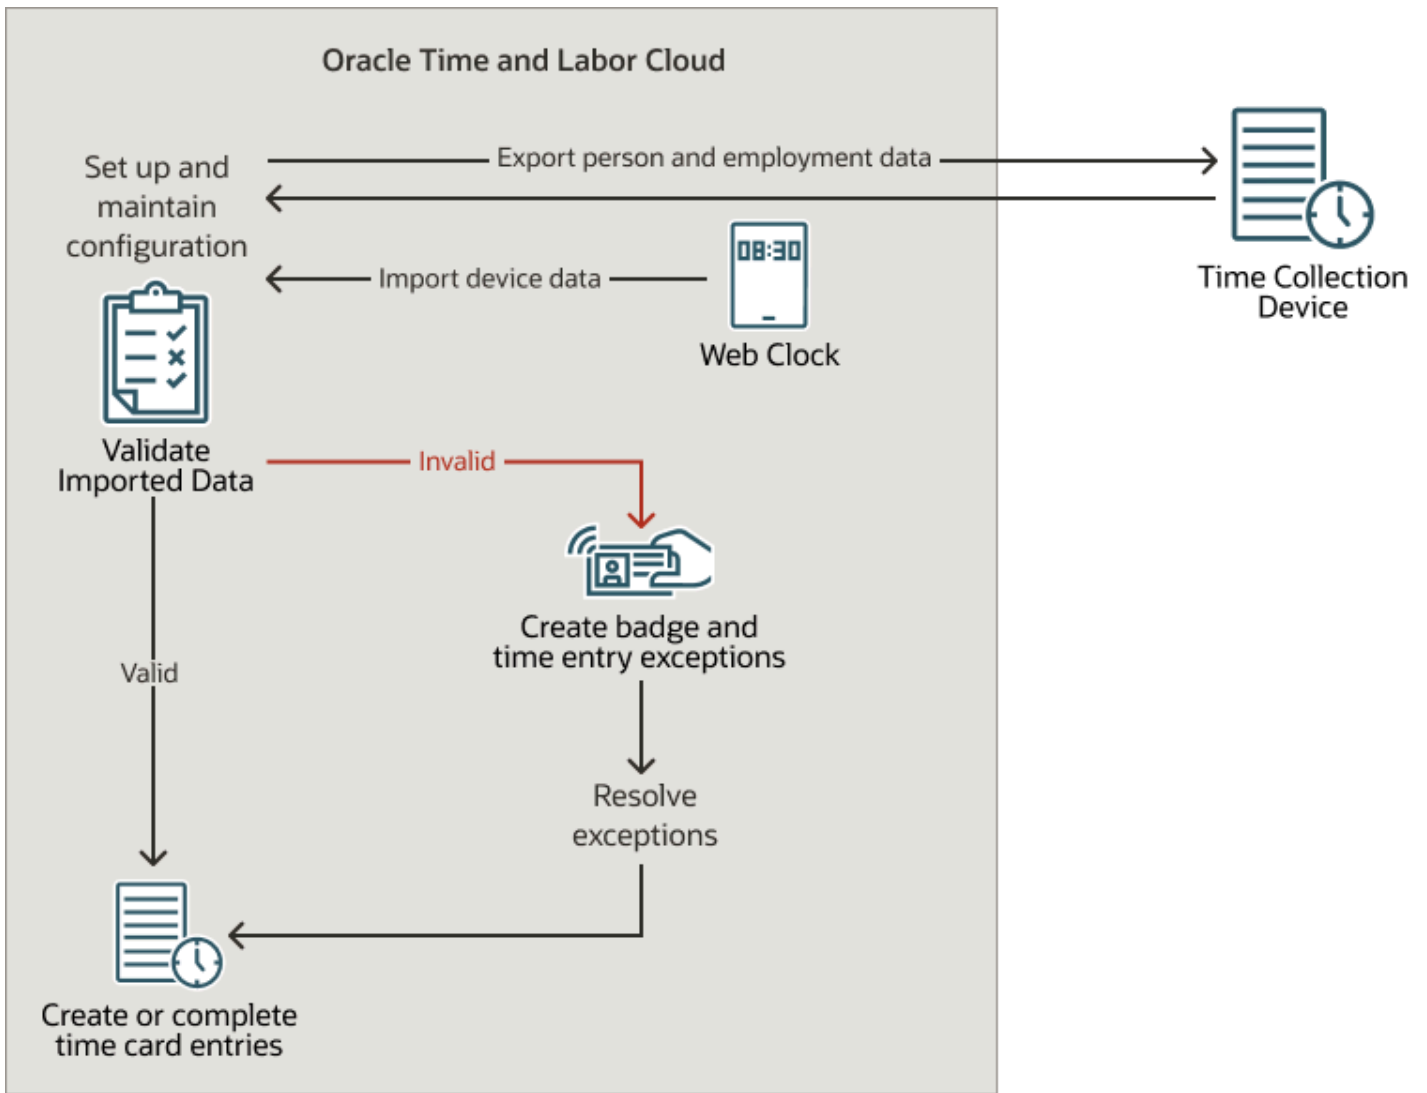 Oracle Time and Labor Cloud
Set up and
maintain
configuration
Export person and employment data
Time Collection
Device
08:30
Import device data
Web Clock
Validate
Imported Data
Invalid
Create badge and
time entry exceptions
Valid
Resolve
exceptions
Create or complete
time card entries